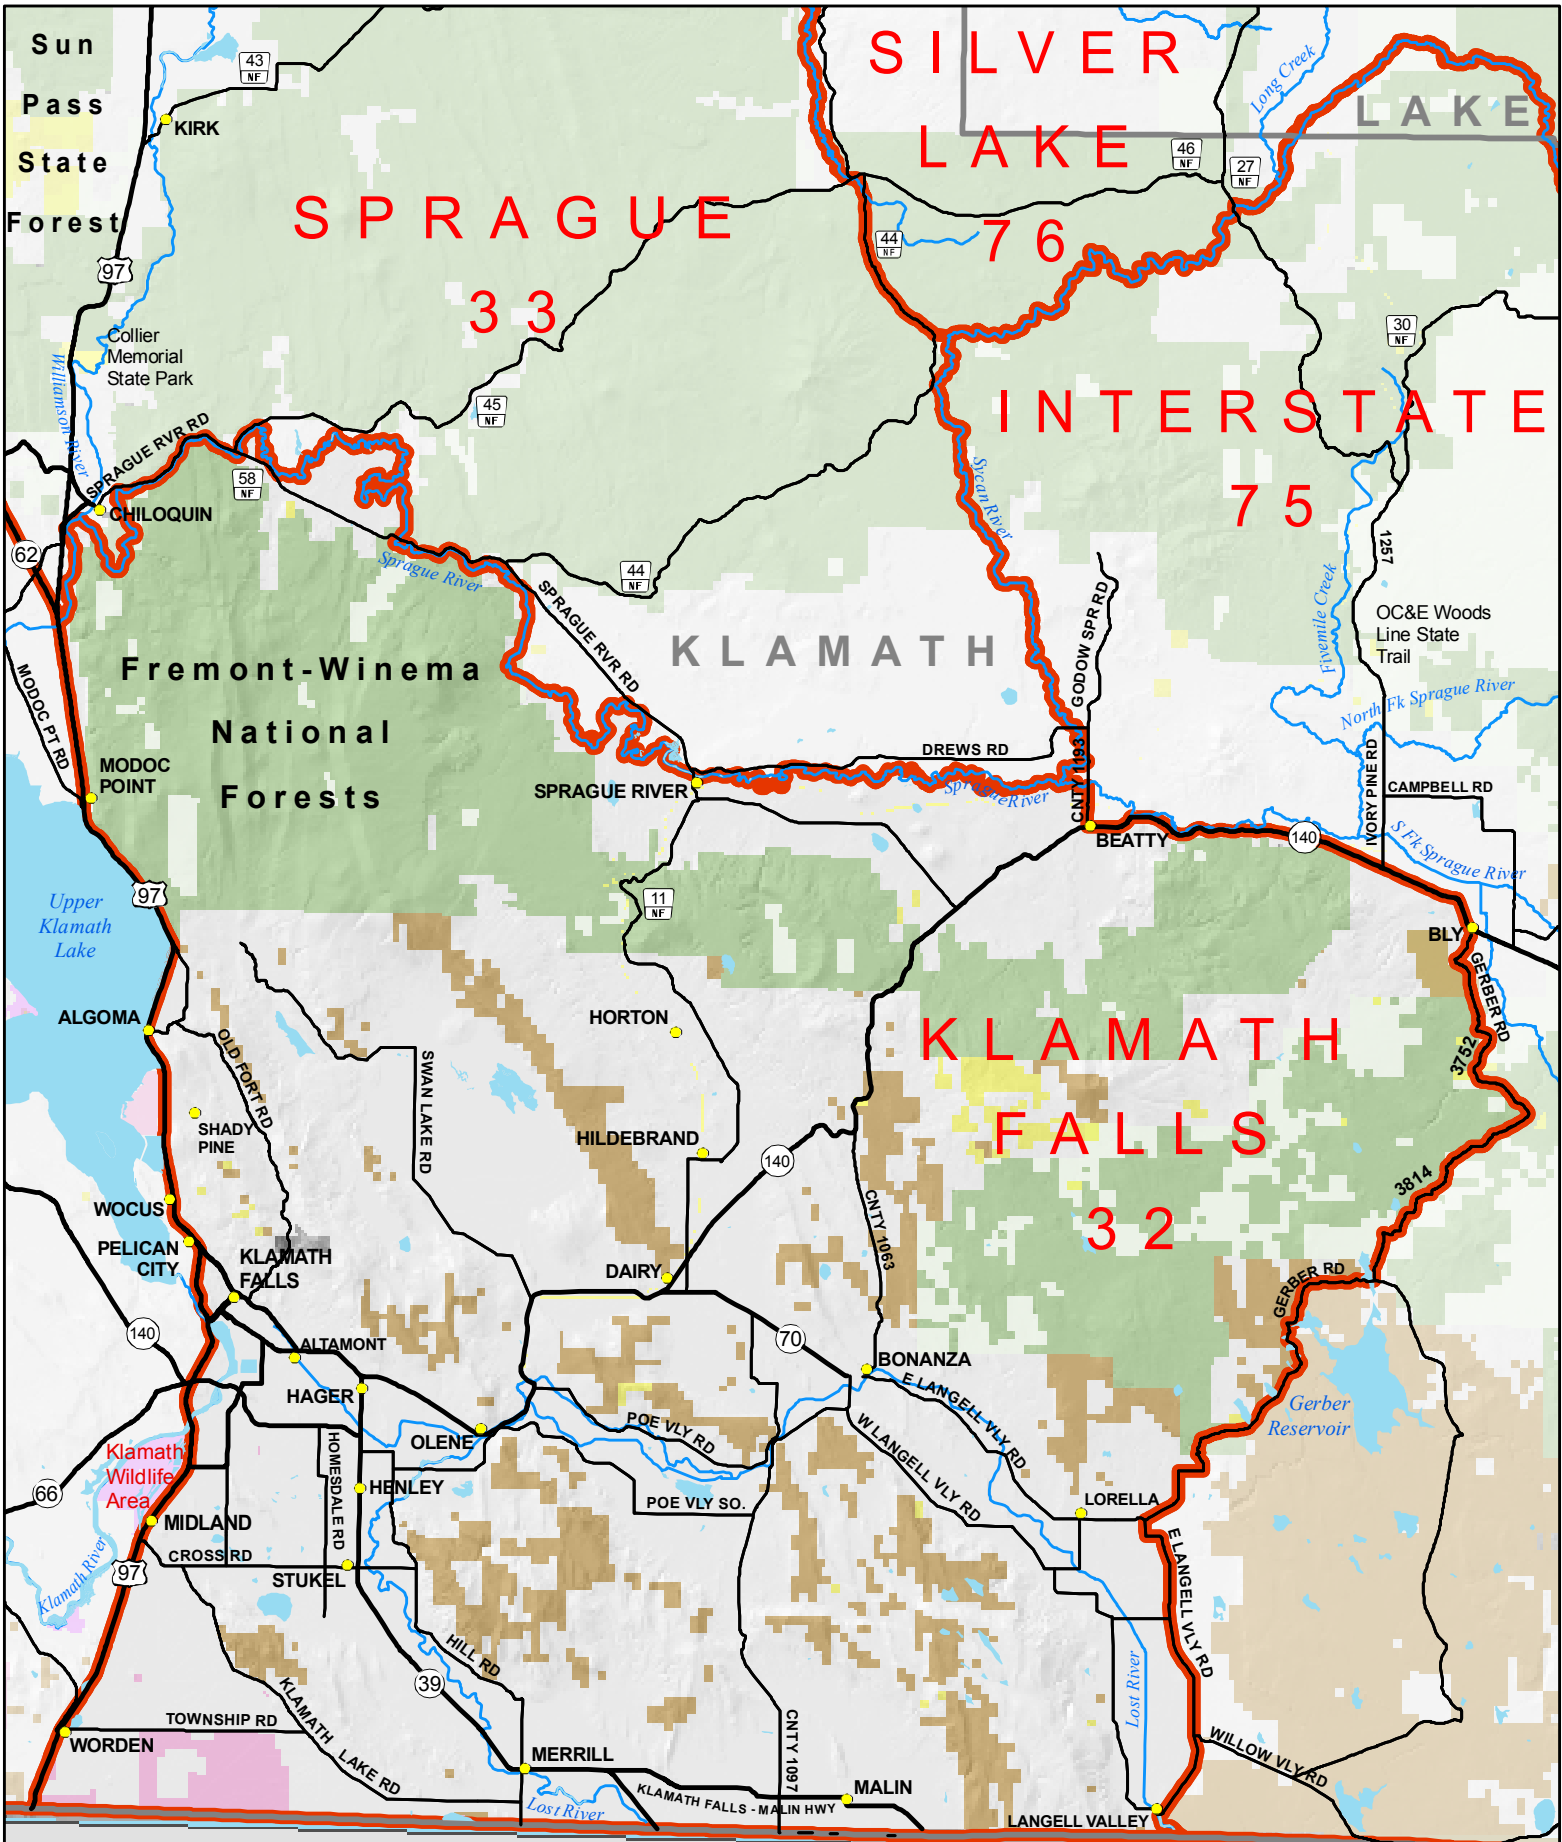 Sun
Pass
State
Forest
43
NF
KIRK
SILVER
LAKE
76
LAKE
Long Creek
46
NF
27
NF
SPRAGUE
33
44
NF
97
Collier
Memorial
State Park
Williamson River
SPRAGUE RVR RD
45
NF
30
NF
INTERSTATE
75
58
NF
CHILOQUIN
62
Sprague River
44
NF
Sycan River
1257
Fivemile Creek
OC&E Woods
Line State
Trail
SPRAGUE RVR RD
KLAMATH
GODOW SPR RD
MODOC PT RD
Fremont-Winema
National
Forests
North Fk Sprague River
MODOC
POINT
DREWS RD
CNTY 1193
IVORY PINE RD
CAMPBELL RD
SPRAGUE RIVER
Sprague River
BEATTY
140
S Fk Sprague River
97
Upper
Klamath
Lake
11
NF
BLY
GERBER RD
ALGOMA
OLD FORT RD
HORTON
SWAN LAKE RD
KLAMATH
FALLS
32
3752
SHADY
PINE
HILDEBRAND
140
3814
WOCUS
CNTY 1063
PELICAN
CITY
KLAMATH
FALLS
DAIRY
GERBER RD
140
ALTAMONT
70
BONANZA
HAGER
E LANGELL VLY RD
Gerber
Reservoir
POE VLY RD
OLENE
W LANGELL VLY RD
Klamath
Wildlife
Area
HOMESDALE RD
66
HENLEY
POE VLY SO.
LORELLA
MIDLAND
CROSS RD
97
STUKEL
Klamath River
E LANGELL VLY RD
HILL RD
39
Lost River
KLAMATH LAKE RD
TOWNSHIP RD
WORDEN
CNTY 1097
WILLOW VLY RD
MERRILL
KLAMATH FALLS - MALIN HWY
MALIN
Lost River
LANGELL VALLEY